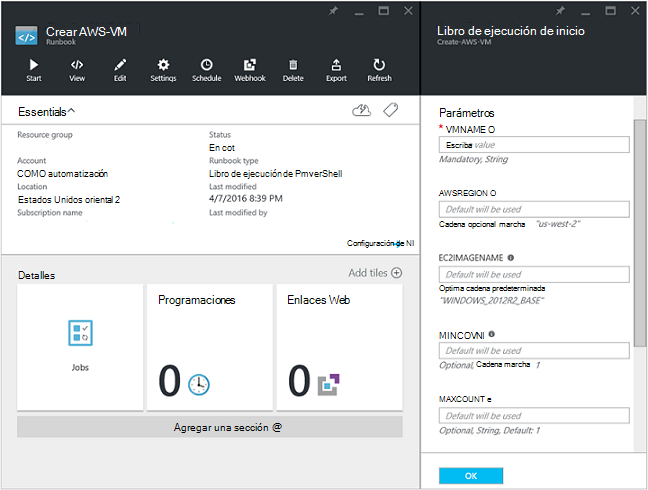 Crear AWS-VM
Runbook
Start
View
Edit
Settings
Schedule
Webhook
Delete
Export
Refresh
Essentials
Resource group
Status
En cot
Account
Runbook type
COMO automatización
Libro de ejecución de PmverShell
Location
Last modified
Estados Unidos oriental 2
4/7/2016 8:39 PM
Subscription name
Last modified by
Configuración de NI
Detalles
Add tiles
Jobs
Programaciones
0
Enlaces Web
0
Agregar una sección @
Libro de ejecución de inicio
Create-AWS-VM
Parámetros
* VMNAME O
Escriba value
Mandatory, String
AWSREGION O
Default will be used
Cadena opcional marcha "us-west-2"
EC2IMAGENAME
Default will be used
Optima cadena predeterminada
"WINDOWS_2012R2_BASE"
MINCOVNI
Default will be used
Optional, Cadena marcha 1
MAXCOUNT e
Default will be used
Optional, String, Default: 1
OK